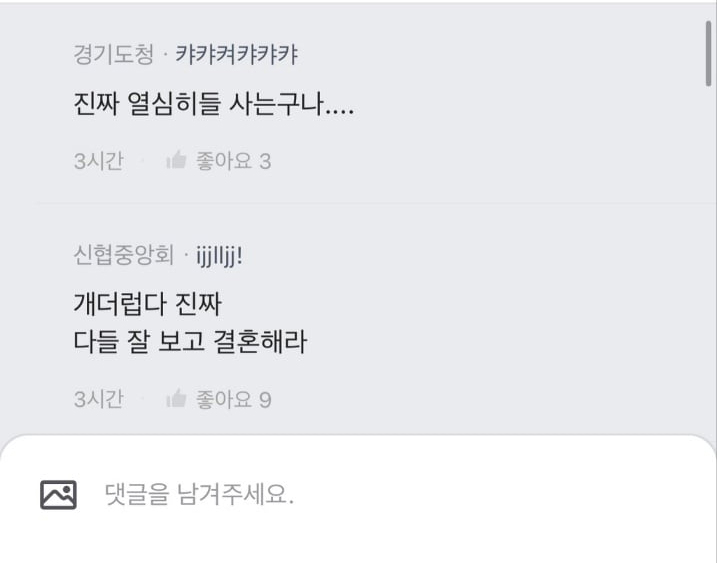 경기도청 · 캬캬켜캬캬캬
진짜 열심히들 사는구나....
3시간 · 좋아요 3
신협중앙회 · ijjlljj!
개더럽다 진짜
다들 잘 보고 결혼해라
3시간 · 좋아요 9
댓글을 남겨주세요.